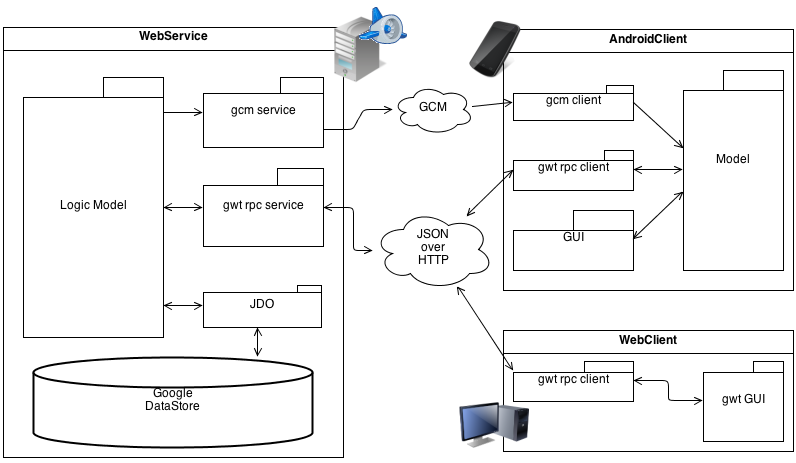 WebService
gcm service
Logic Model
gwt rpc service
JDO
Google
DataStore
GCM
JSON
over
HTTP
AndroidClient
gcm client
gwt rpc client
GUI
Model
WebClient
gwt rpc client
gwt GUI